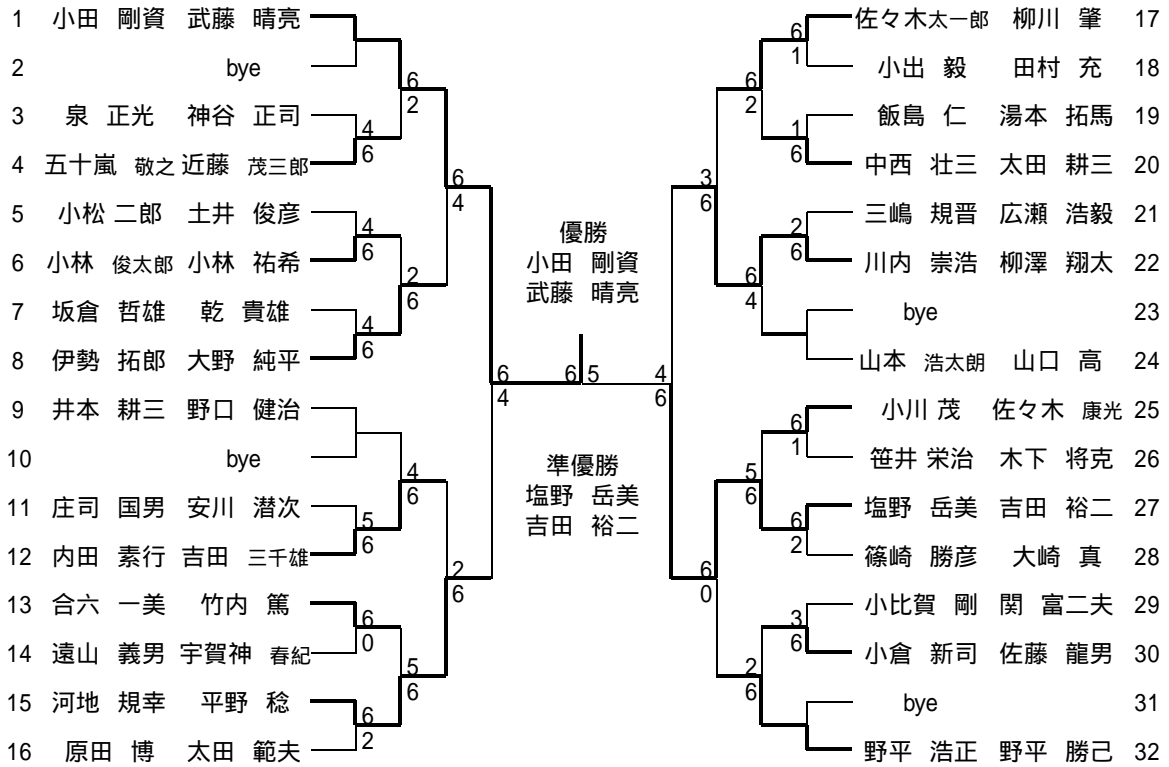 1 小田 剛資 武藤 晴亮
2 bye
6
2
3 泉 正光 神谷 正司
4
6
4 五十嵐 敬之 近藤 茂三郎
6
4
5 小松 二郎 土井 俊彦
4
6
6 小林 俊太郎 小林 祐希
2
6
7 坂倉 哲雄 乾 貴雄
4
6
8 伊勢 拓郎 大野 純平
6
4
9 井本 耕三 野口 健治
10 bye
4
6
11 庄司 国男 安川 潜次
5
6
12 内田 素行 吉田 三千雄
2
6
13 合六 一美 竹内 篤
6
0
14 遠山 義男 宇賀神 春紀
5
6
15 河地 規幸 平野 稔
6
2
16 原田 博 太田 範夫
優勝
小田 剛資
武藤 晴亮
6 5
準優勝
塩野 岳美
吉田 裕二
佐々木 太一郎 柳川 肇 17
6
1
小出 毅 田村 充 18
6
2
飯島 仁 湯本 拓馬 19
1
6
中西 壮三 太田 耕三 20
3
6
三嶋 規晋 広瀬 浩毅 21
2
6
川内 崇浩 柳澤 翔太 22
6
4
bye 23
山本 浩太朗 山口 高 24
4
6
小川 茂 佐々木 康光 25
6
1
笹井 栄治 木下 将克 26
5
6
塩野 岳美 吉田 裕二 27
6
2
篠崎 勝彦 大崎 真 28
6
0
小比賀 剛 関 富二夫 29
3
6
小倉 新司 佐藤 龍男 30
2
6
bye 31
野平 浩正 野平 勝己 32